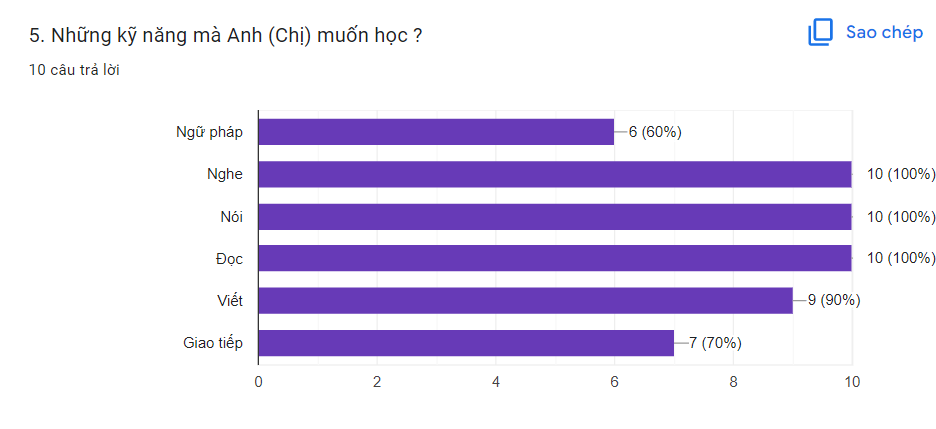 5. Những kỹ năng mà Anh (Chị) muốn học ?
Sao chép
10 câu trả lời
Ngữ pháp 6 (60%)
Nghe 10 (100%)
Nói 10 (100%)
Đọc 10 (100%)
Viết 9 (90%)
Giao tiếp 7 (70%)
0 2 4 6 8 10